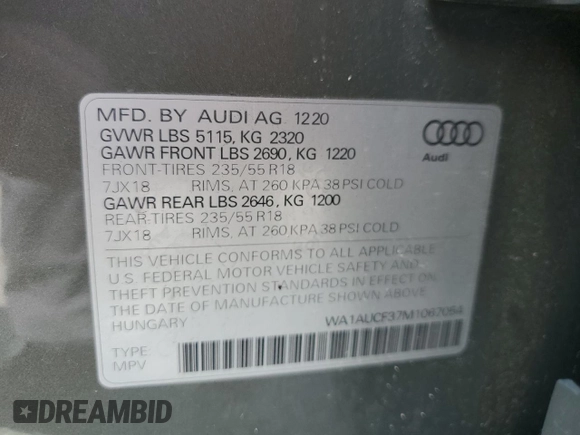 MFD. BY AUDI AG 1220
GVWR LBS 5115, KG 2320
GAWR FRONT LBS 2690, KG 1220
FRONT-TIRES 235/55 R18
7JX18 RIMS, AT 260 KPA 38 PSI COLD
GAWR REAR LBS 2646, KG 1200
REAR-TIRES 235/55 R18
7JX18 RIMS, AT 260 KPA 38 PSI COLD
Audi
THIS VEHICLE CONFORMS TO ALL APPLICABLE
U.S. FEDERAL MOTOR VEHICLE SAFETY AND
THEFT PREVENTION STANDARDS IN EFFECT ON
THE DATE OF MANUFACTURE SHOWN ABOVE.
HUNGARY
WA1AUCF37M1067054
TYPE:
MPV
DREAMBID